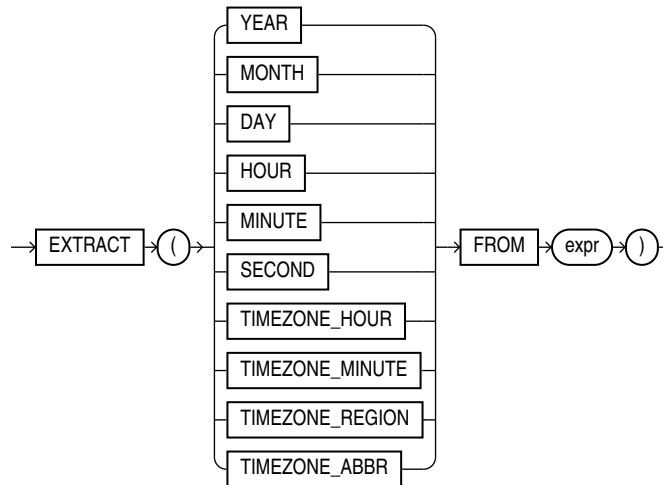 YEAR
MONTH
DAY
HOUR
MINUTE
EXTRACT ( FROM expr )
SECOND
TIMEZONE_HOUR
TIMEZONE_MINUTE
TIMEZONE_REGION
TIMEZONE_ABBR